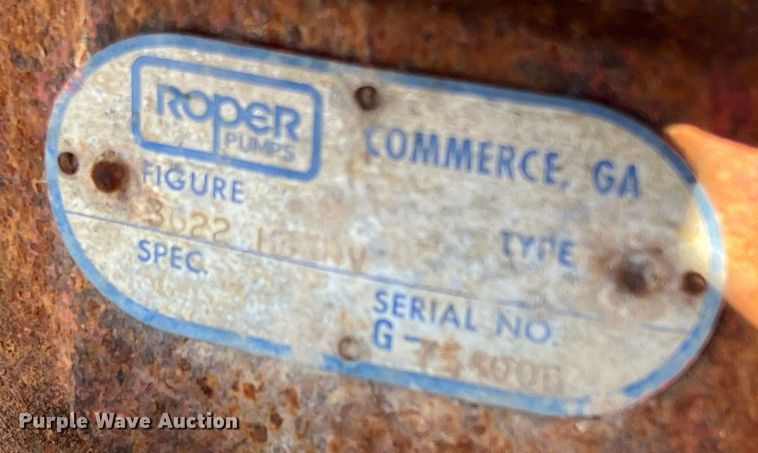 ROPER
PUMPS
COMMERCE, GA
FIGURE
3622
TYPE
SPEC.
SERIAL NO.
G-
Purple Wave Auction